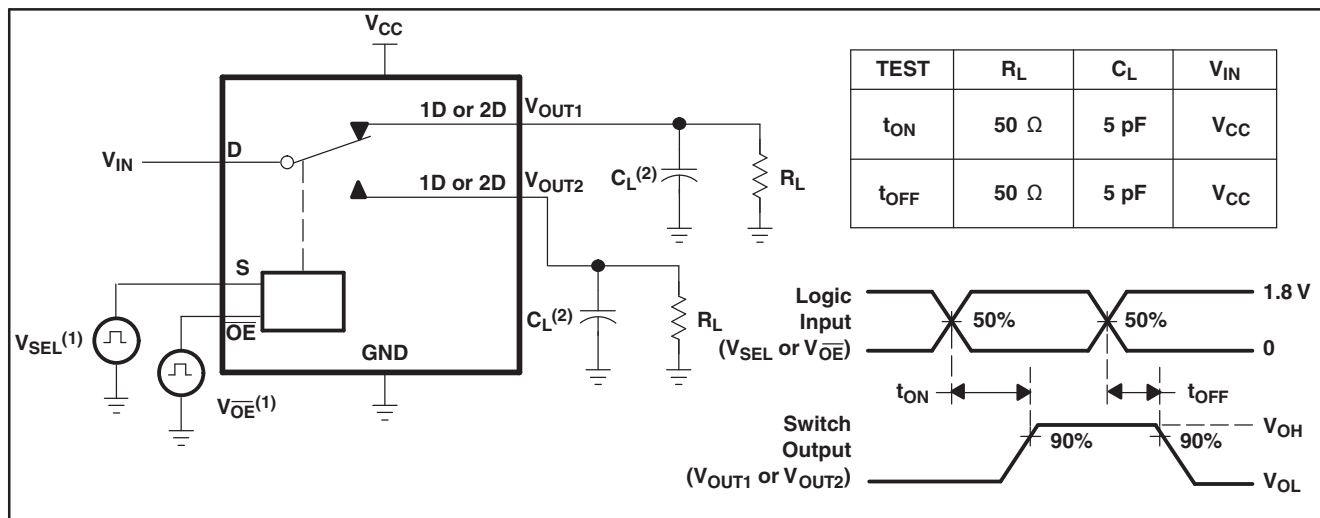 VCC
1D or 2D VOUT1
VIN D
1D or 2D VOUT2
CL(2) RL
S
OE
VSEL(1)
VOE(1)
GND
CL(2) RL
TEST RL CL VIN
tON 50 Ω 5 pF VCC
tOFF 50 Ω 5 pF VCC
Logic
Input
(VSEL or VOE)
50% 50%
1.8 V
0
tON tOFF
Switch
Output
(VOUT1 or VOUT2)
90% 90%
VOH
VOL